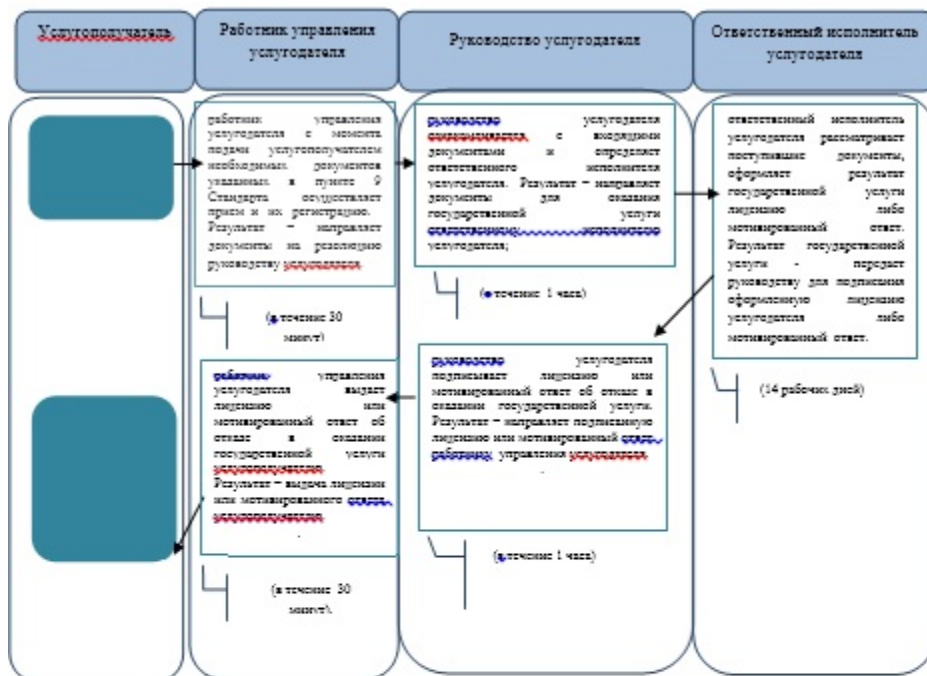 Услугополучатель
Работник управления
услугодателя
Руководство услугодателя
Ответственный исполнитель
услугодателя
работник управления
услугодателя с момента
подачи услугополучателем
необходимых документов
указанных в пункте 9
Стандарта осуществляет
прием и их регистрацию.
Результат – направляет
документы на резолюцию
руководству услугодателя
(в течение 30
минут)
руководство услугодателя
ознакамливается с входящими
документами и определяет
ответственного исполнителя
услугодателя. Результат – направляет
документы для оказания
государственной услуги
ответственному исполнителю
услугодателя;
(в течение 1 часа)
ответственный исполнитель
услугодателя рассматривает
поступившие документы,
оформляет результат
государственной услуги
лицензию либо
мотивированный ответ.
Результат государственной
услуги - передает
руководству для подписания
оформленную лицензию
услугодателя либо
мотивированный ответ.
(14 рабочих дней)
руководство услугодателя
подписывает лицензию или
мотивированный ответ об отказе в
оказании государственной услуги.
Результат – направляет подписанную
лицензию или мотивированный ответ
работнику управления услугодателя
.
(в течение 1 часа)
работник управления
услугодателя выдает
лицензию или
мотивированный ответ об
отказе в оказании
государственной услуги
услугополучателю
Результат – выдача лицензии
или мотивированного ответа
услугополучателю
.
(в течение 30
минут).